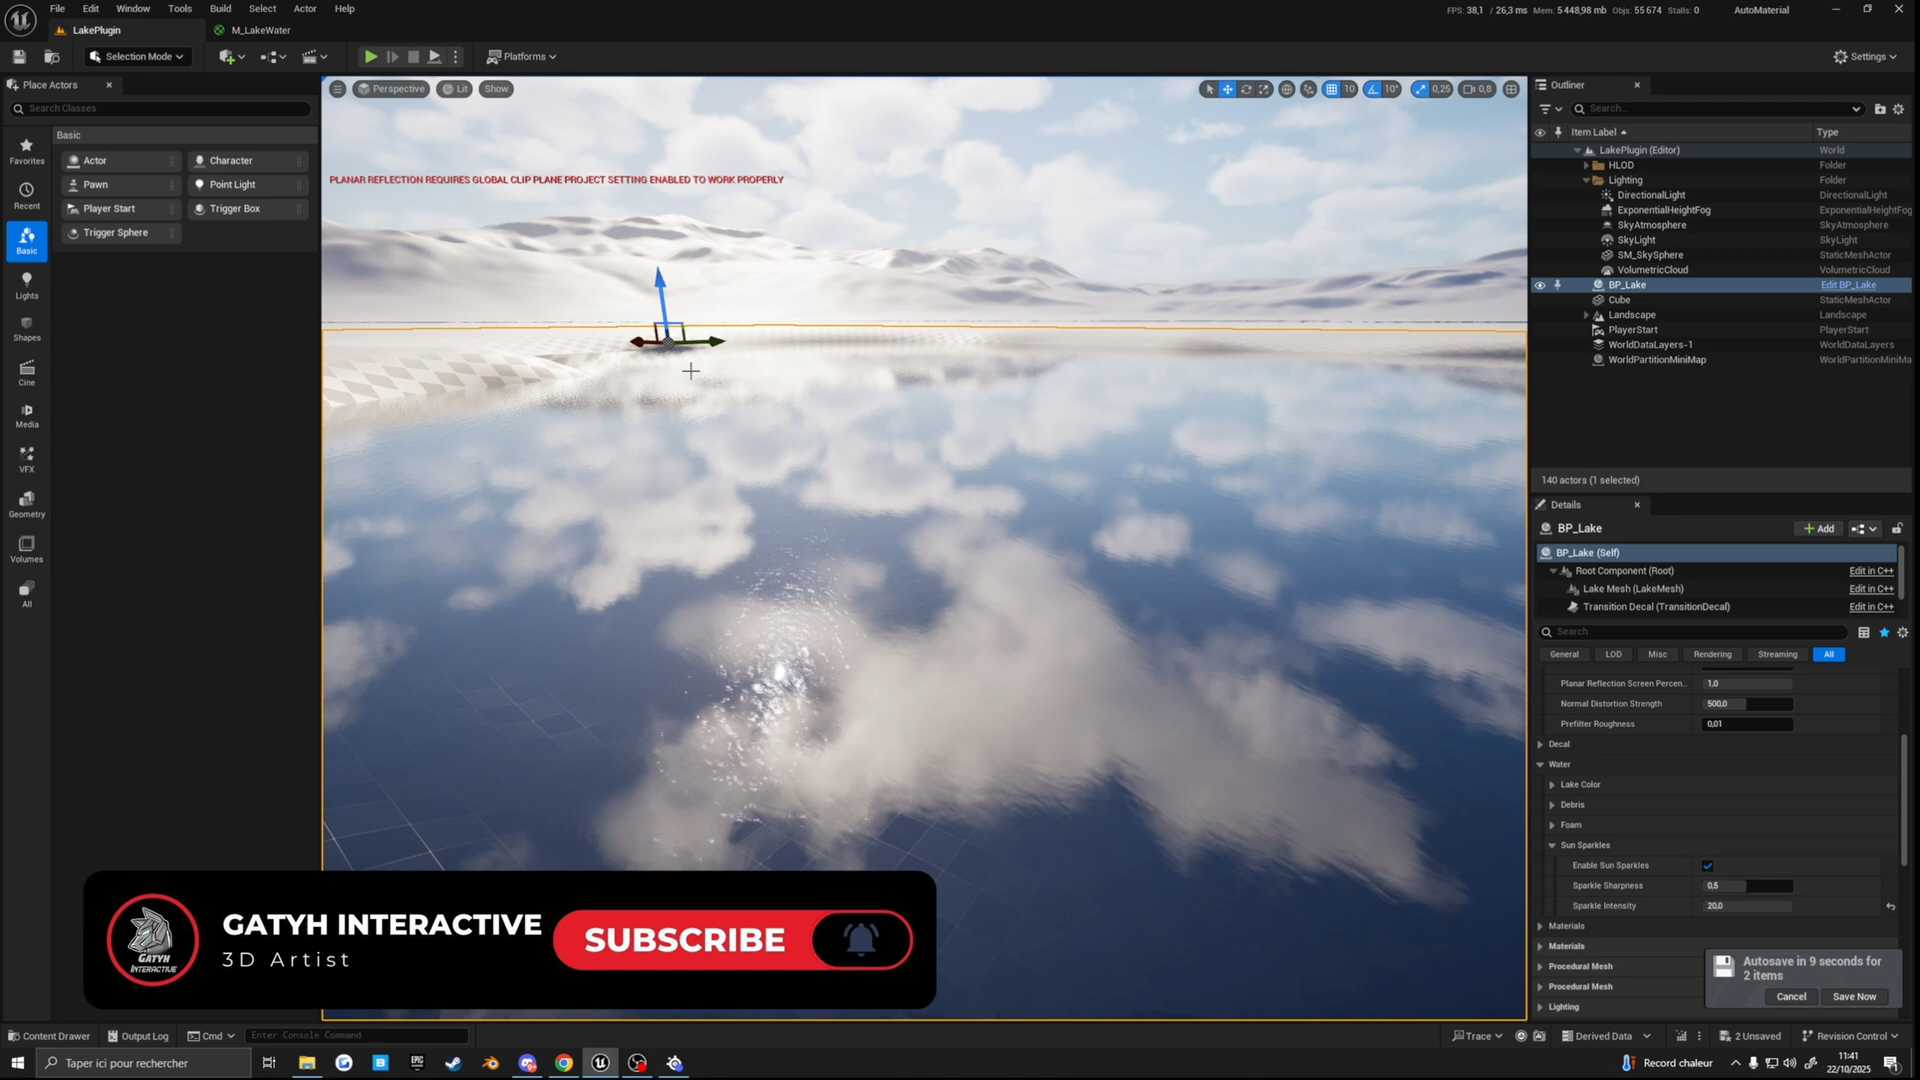 File Edit Window Tools Build Select Actor Help
FPS: 38,1 / 26,3 ms Mem: 5 448,98 mb Objs: 55 674 Stalls: 0
AutoMaterial
LakePlugin
M_LakeWater
Selection Mode
Platforms
Settings
Place Actors
Search Classes
Favorites
Recent
Basic
Lights
Shapes
Cine
Media
VFX
Geometry
Volumes
All
Basic
Actor
Character
Pawn
Point Light
Player Start
Trigger Box
Trigger Sphere
Perspective
Lit
Show
10
10°
0,25
0,8
PLANAR REFLECTION REQUIRES GLOBAL CLIP PLANE PROJECT SETTING ENABLED TO WORK PROPERLY
Outliner
Search...
Item Label
Type
LakePlugin (Editor) World
HLOD Folder
Lighting Folder
DirectionalLight DirectionalLight
ExponentialHeightFog ExponentialHeightFog
SkyAtmosphere SkyAtmosphere
SkyLight SkyLight
SM_SkySphere StaticMeshActor
VolumetricCloud VolumetricCloud
BP_Lake Edit BP_Lake
Cube StaticMeshActor
Landscape Landscape
PlayerStart PlayerStart
WorldDataLayers-1 WorldDataLayers
WorldPartitionMiniMap WorldPartitionMiniMa
140 actors (1 selected)
Details
BP_Lake
Add
BP_Lake (Self)
Root Component (Root) Edit in C++
Lake Mesh (LakeMesh) Edit in C++
Transition Decal (TransitionDecal) Edit in C++
Search
General LOD Misc Rendering Streaming All
Planar Reflection Screen Percen... 1,0
Normal Distortion Strength 500,0
Prefilter Roughness 0,01
Decal
Water
Lake Color
Debris
Foam
Sun Sparkles
Enable Sun Sparkles
Sparkle Sharpness 0,5
Sparkle Intensity 20,0
Materials
Materials
Procedural Mesh
Procedural Mesh
Lighting
Autosave in 9 seconds for
2 items
Cancel
Save Now
GATYH
INTERACTIVE
GATYH INTERACTIVE
3D Artist
SUBSCRIBE
Content Drawer
Output Log
Cmd
Enter Console Command
Trace
Derived Data
2 Unsaved
Revision Control
Taper ici pour rechercher
EPIC
Record chaleur
11:41
22/10/2025